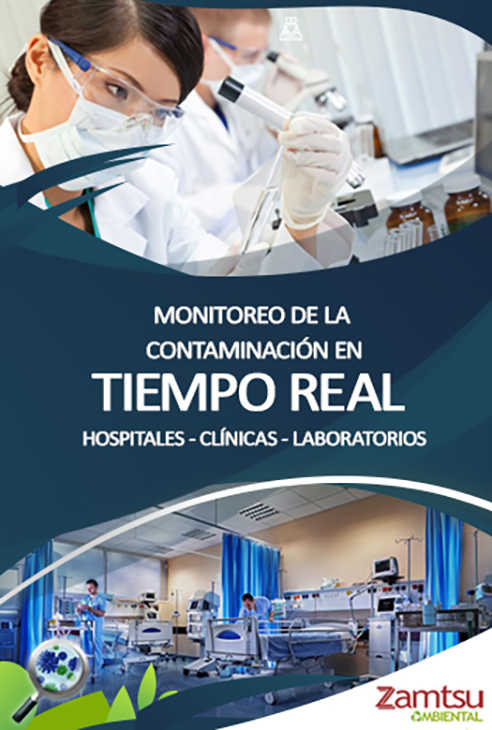 MONITOREO DE LA
CONTAMINACIÓN EN
TIEMPO REAL
HOSPITALES - CLÍNICAS - LABORATORIOS
Zamtsu
AMBIENTAL